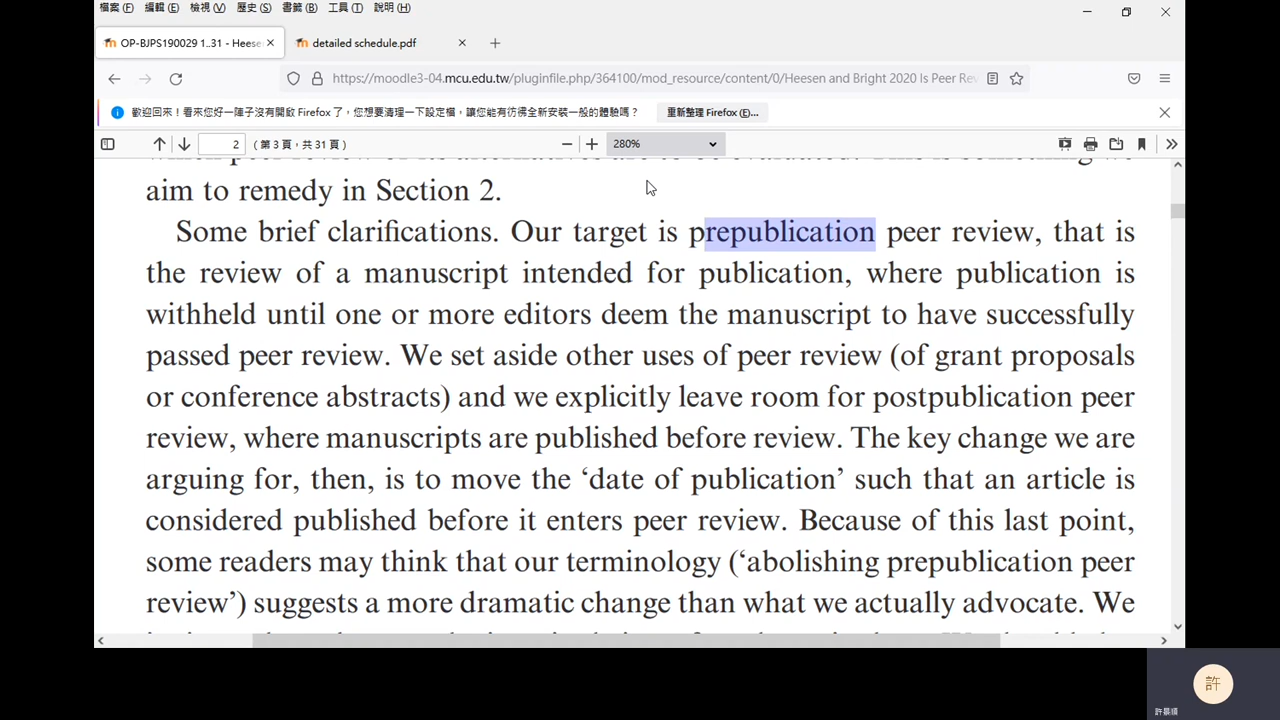 檔案 (F) 編輯 (E) 檢視 (V) 歷史 (S) 書籤 (B) 工具 (T) 說明 (H)
OP-BJPS190029 1..31 - Heese
detailed schedule.pdf
https://moodle3-04.mcu.edu.tw/pluginfile.php/364100/mod_resource/content/0/Heesen and Bright 2020 Is Peer Rev
歡迎回來！看來您好一陣子沒有開啟 Firefox 了，您想要清理一下設定檔，讓您能有彷彿全新安裝一般的體驗嗎？ 重新整理 Firefox (E)...
2 (第 3 頁，共 31 頁) 280%
aim to remedy in Section 2.
Some brief clarifications. Our target is prepublication peer review, that is
the review of a manuscript intended for publication, where publication is
withheld until one or more editors deem the manuscript to have successfully
passed peer review. We set aside other uses of peer review (of grant proposals
or conference abstracts) and we explicitly leave room for postpublication peer
review, where manuscripts are published before review. The key change we are
arguing for, then, is to move the ‘date of publication’ such that an article is
considered published before it enters peer review. Because of this last point,
some readers may think that our terminology (‘abolishing prepublication peer
review’) suggests a more dramatic change than what we actually advocate. We
許